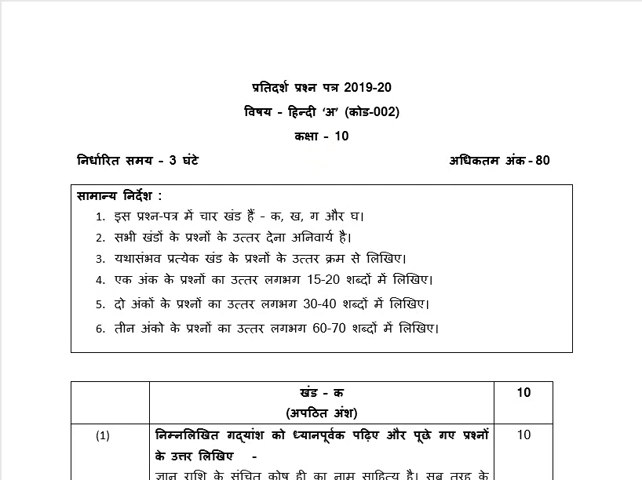 प्रतिदर्श प्रश्न पत्र 2019-20
विषय - हिन्दी ‘अ’ (कोड-002)
कक्षा - 10
निर्धारित समय - 3 घंटे अधिकतम अंक - 80
सामान्य निर्देश :
1. इस प्रश्न-पत्र में चार खंड हैं - क, ख, ग और घ।
2. सभी खंडों के प्रश्नों के उत्तर देना अनिवार्य है।
3. यथासंभव प्रत्येक खंड के प्रश्नों के उत्तर क्रम से लिखिए।
4. एक अंक के प्रश्नों का उत्तर लगभग 15-20 शब्दों में लिखिए।
5. दो अंकों के प्रश्नों का उत्तर लगभग 30-40 शब्दों में लिखिए।
6. तीन अंको के प्रश्नों का उत्तर लगभग 60-70 शब्दों में लिखिए।
खंड - क 10
(अपठित अंश)
(1) निम्नलिखित गद्यांश को ध्यानपूर्वक पढ़िए और पूछे गए प्रश्नों 10
के उत्तर लिखिए -
ज्ञान राशि के संचित कोष ही का नाम साहित्य है। सब तरह के